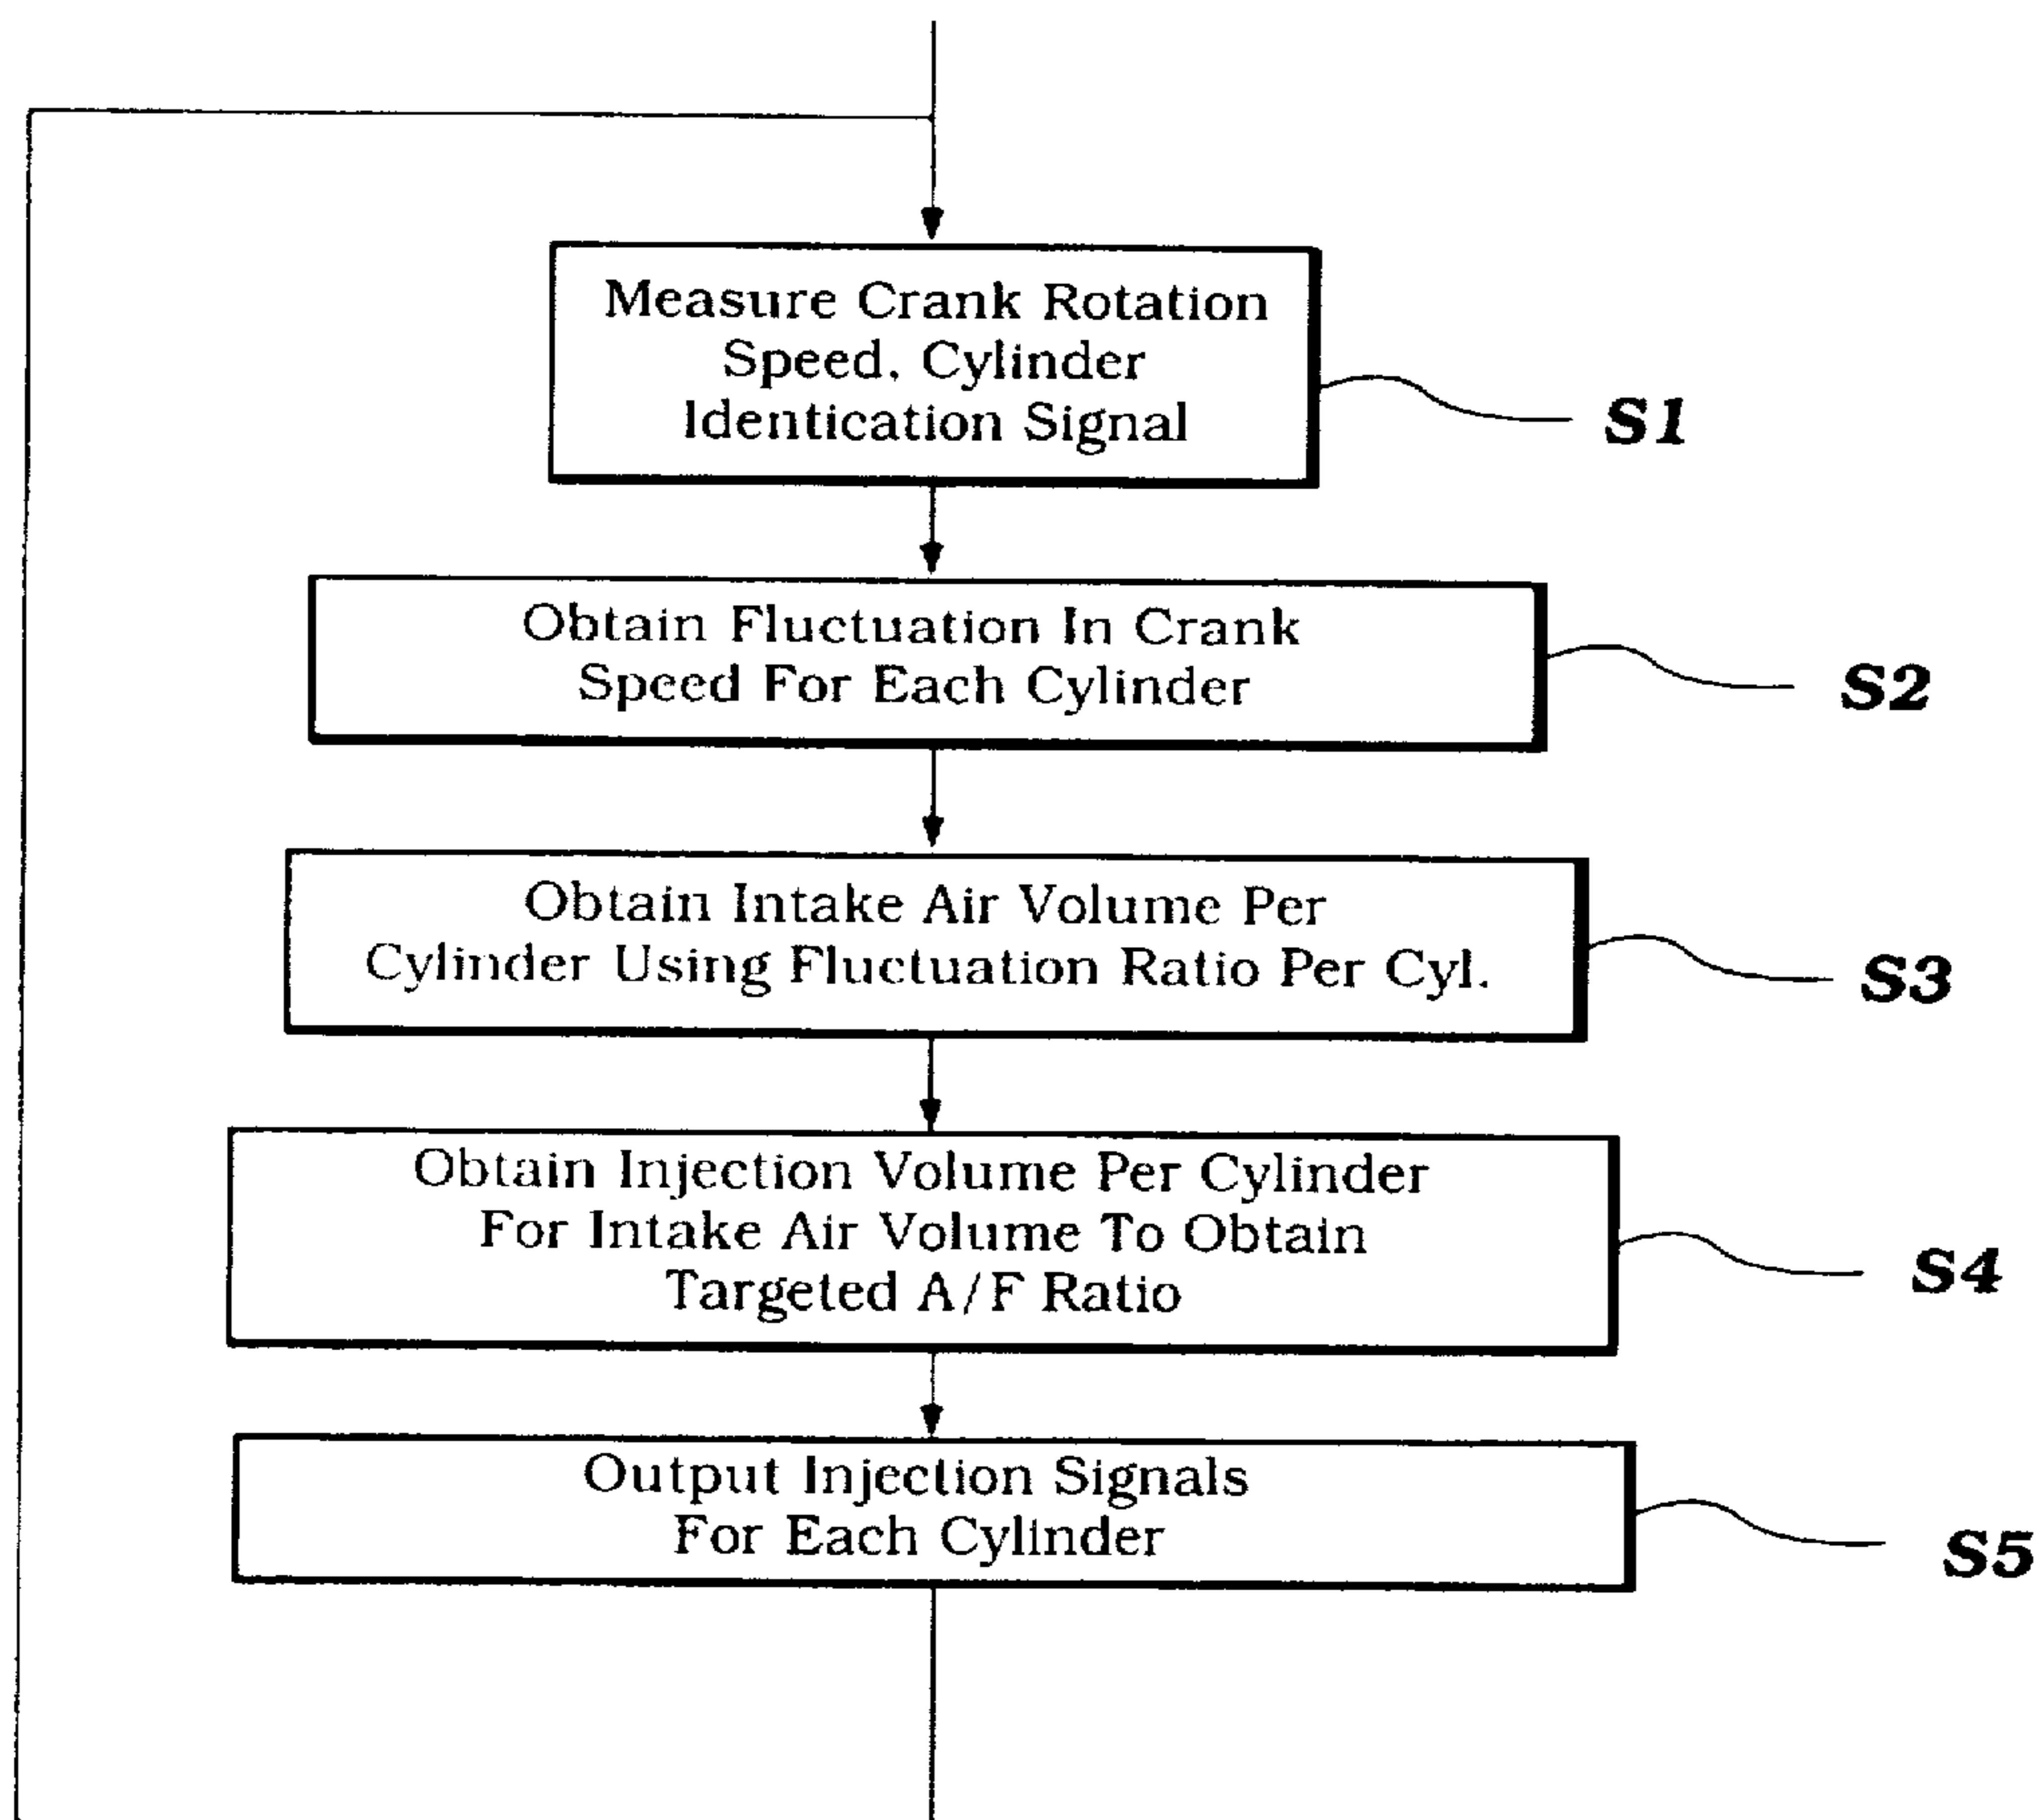 Measure Crank Rotation
Speed, Cylinder
Identication Signal
S1
Obtain Fluctuation In Crank
Speed For Each Cylinder
S2
Obtain Intake Air Volume Per
Cylinder Using Fluctuation Ratio Per Cyl.
S3
Obtain Injection Volume Per Cylinder
For Intake Air Volume To Obtain
Targeted A/F Ratio
S4
Output Injection Signals
For Each Cylinder
S5